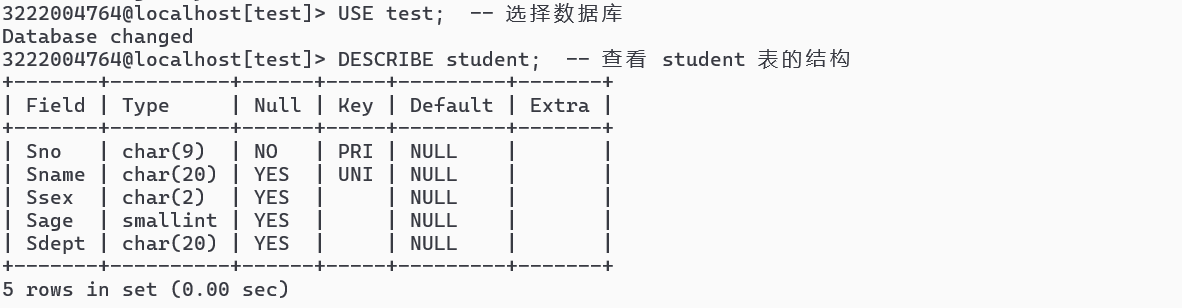 3222004764@localhost[test]> USE test;  -- 选择数据库
Database changed
3222004764@localhost[test]> DESCRIBE student;  -- 查看 student 表的结构
+-------+----------+------+-----+---------+-------+
| Field | Type     | Null | Key | Default | Extra |
+-------+----------+------+-----+---------+-------+
| Sno   | char(9)  | NO   | PRI | NULL    |       |
| Sname | char(20) | YES  | UNI | NULL    |       |
| Ssex  | char(2)  | YES  |     | NULL    |       |
| Sage  | smallint | YES  |     | NULL    |       |
| Sdept | char(20) | YES  |     | NULL    |       |
+-------+----------+------+-----+---------+-------+
5 rows in set (0.00 sec)